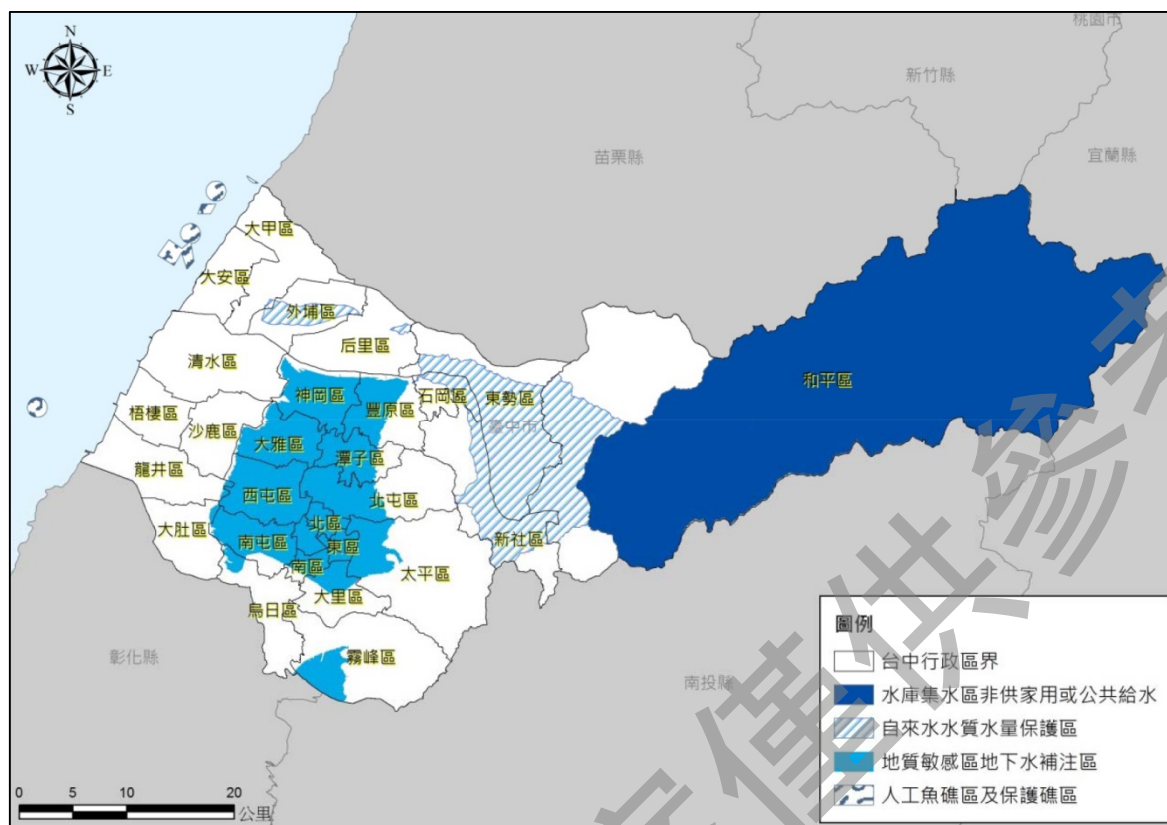 N
W
E
S
桃園市
新竹縣
宜蘭縣
苗栗縣
大甲區
大安區
外埔區
后里區
清水區
和平區
神岡區
豐原區
石岡區
東勢區
臺中市
梧棲區
沙鹿區
大雅區
潭子區
龍井區
西屯區
北屯區
大肚區
北區
南屯區
東區
新社區
南區
太平區
大里區
烏日區
霧峰區
彰化縣
南投縣
圖例
台中行政區界
水庫集水區非供家用或公共給水
自來水水質水量保護區
地質敏感區地下水補注區
人工魚礁區及保護礁區
0 5 10 20
公里
僅供參